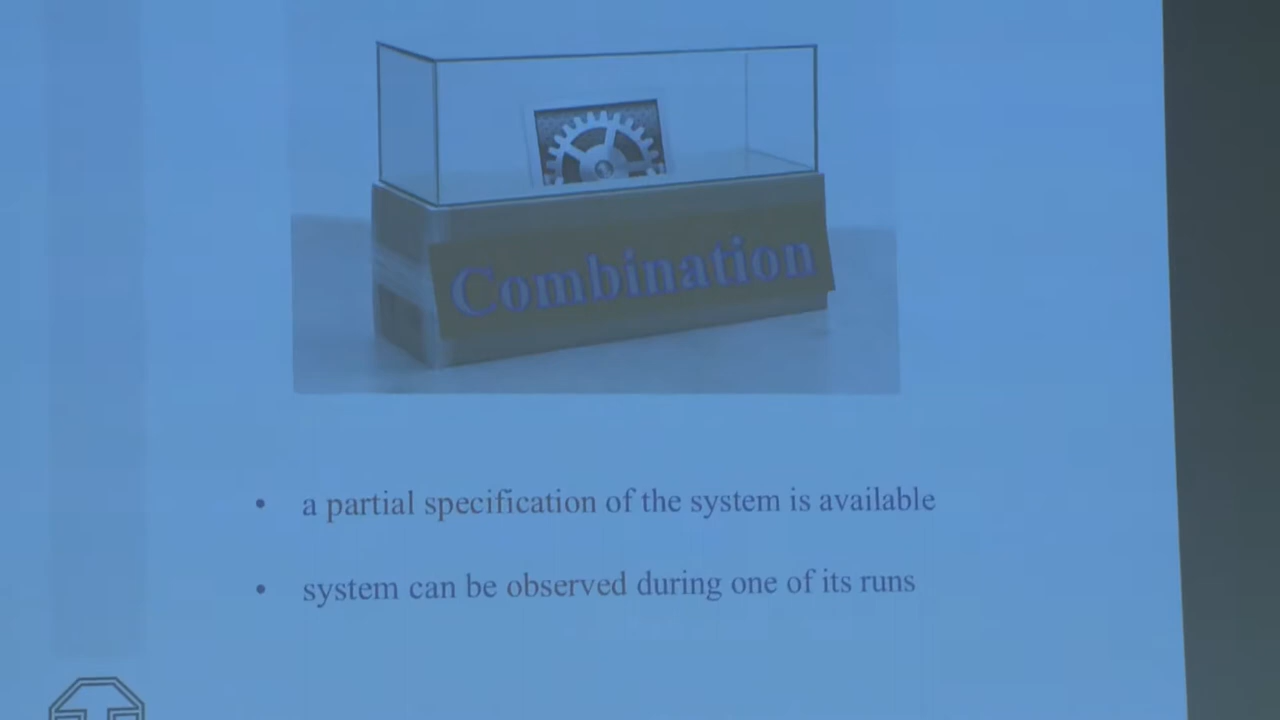 Combination
• a partial specification of the system is available
• system can be observed during one of its runs